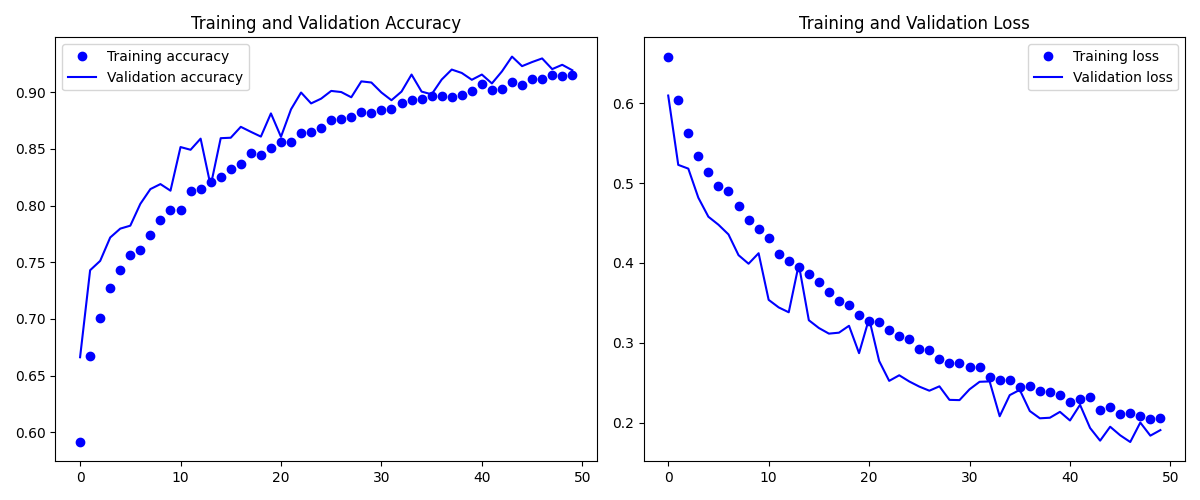 Training and Validation Accuracy
Training accuracy
Validation accuracy
0.90
0.85
0.80
0.75
0.70
0.65
0.60
0 10 20 30 40 50
Training and Validation Loss
Training loss
Validation loss
0.6
0.5
0.4
0.3
0.2
0 10 20 30 40 50